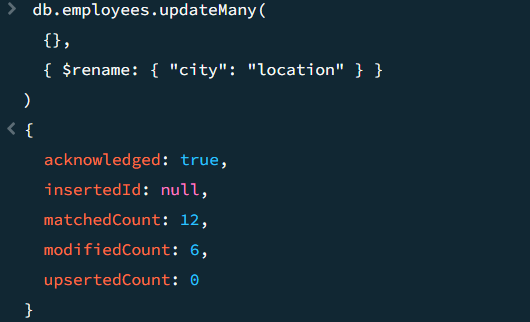 > db.employees.updateMany(
{},
{ $rename: { "city": "location" } }
)
< {
acknowledged: true,
insertedId: null,
matchedCount: 12,
modifiedCount: 6,
upsertedCount: 0
}